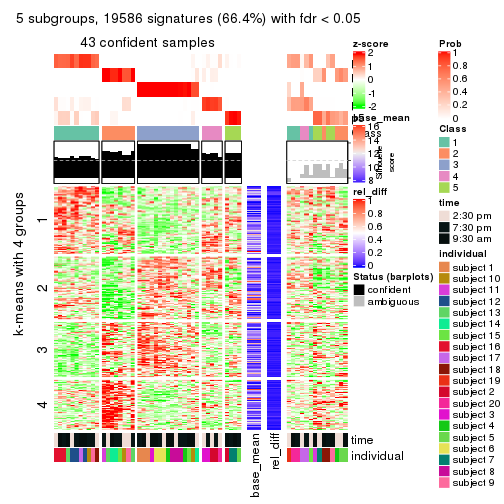 5 subgroups, 19586 signatures (66.4%) with fdr < 0.05
43 confident samples
k-means with 4 groups
1
2
3
4
time
individual
base_mean
rel_diff
z-score
2
1
0
-1
-2
base_mean
16
14
12
10
8
Silhouette
score
rel_diff
1
0.8
0.6
0.4
0.2
0
Status (barplots)
confident
ambiguous
Prob
1
0.8
0.6
0.4
0.2
0
Class
1
2
3
4
5
time
2:30 pm
7:30 pm
9:30 am
individual
subject 1
subject 10
subject 11
subject 12
subject 13
subject 14
subject 15
subject 16
subject 17
subject 18
subject 19
subject 2
subject 20
subject 3
subject 4
subject 5
subject 6
subject 7
subject 8
subject 9